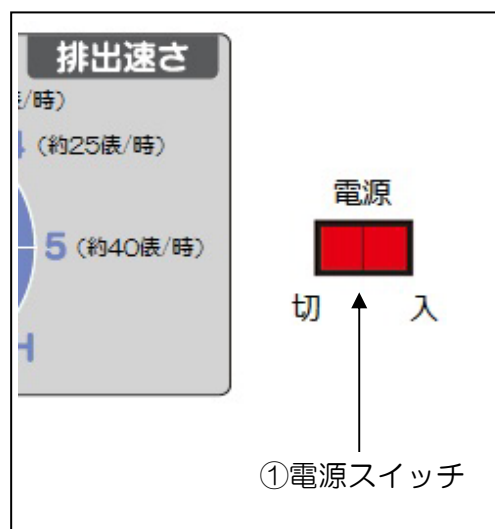 排出速さ
/時)
(約25俵/時)
5 (約40俵/時)
H
電源
切 入
①電源スイッチ